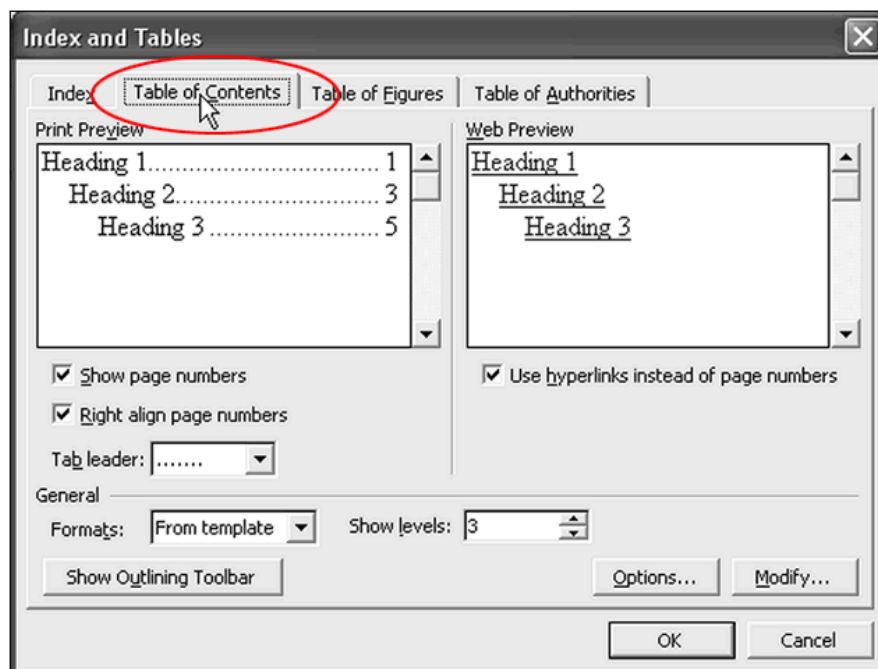 Index and Tables
Index
Table of Contents
Table of Figures
Table of Authorities
Print Preview
Heading 1 ........................................ 1
Heading 2 ................................... 3
Heading 3 .............................. 5
Web Preview
Heading 1
Heading 2
Heading 3
Show page numbers
Right align page numbers
Tab leader: .......
Use hyperlinks instead of page numbers
General
Formats: From template
Show levels: 3
Show Outlining Toolbar
Options...
Modify...
OK
Cancel